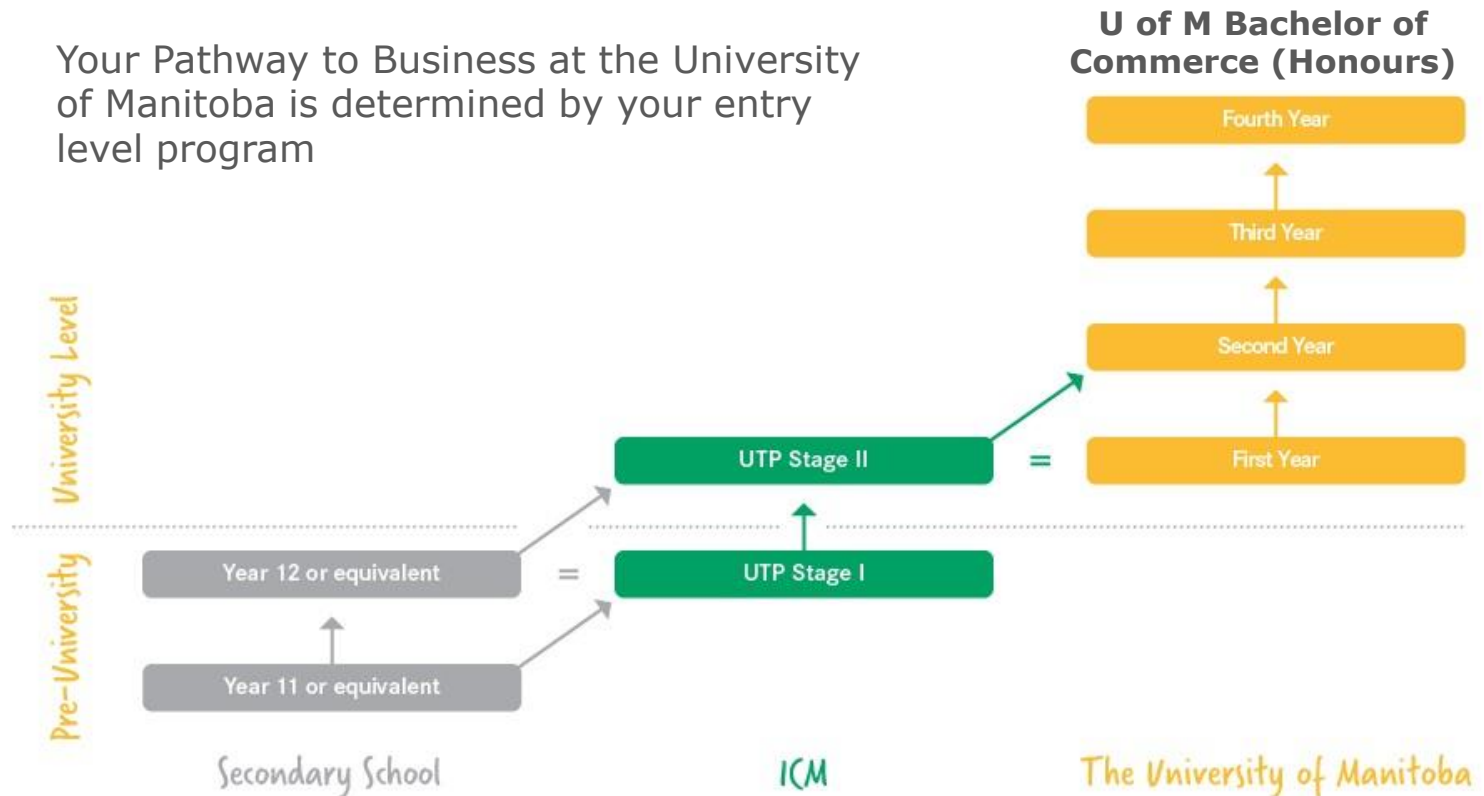 Your Pathway to Business at the University
of Manitoba is determined by your entry
level program
U of M Bachelor of
Commerce (Honours)
Fourth Year
Third Year
Second Year
University Level
UTP Stage II
=
First Year
Pre-University
Year 12 or equivalent
=
UTP Stage I
Year 11 or equivalent
Secondary School
ICM
The University of Manitoba